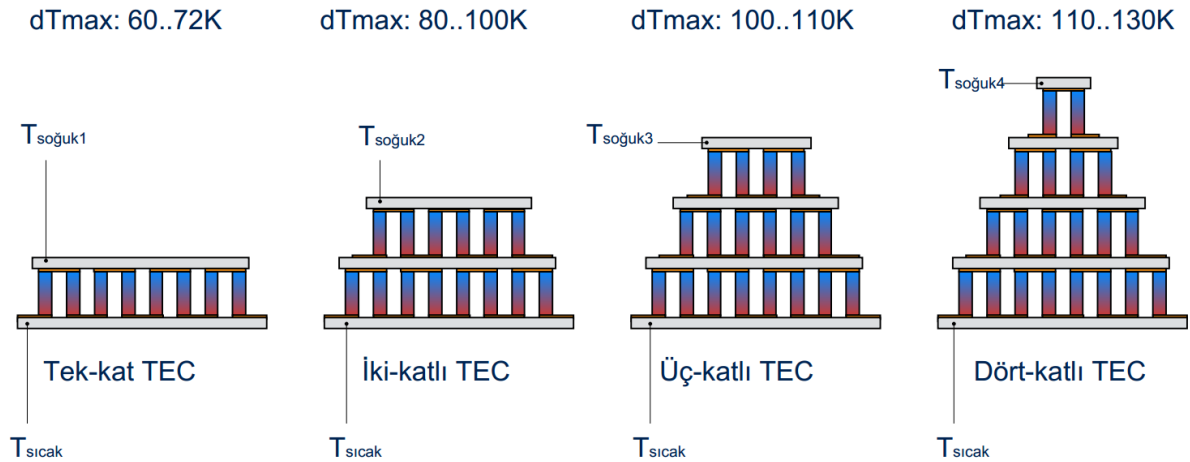 dTmax: 60..72K
dTmax: 80..100K
dTmax: 100..110K
dTmax: 110..130K
Tsoğuk1
Tsoğuk2
Tsoğuk3
Tsoğuk4
Tek-kat TEC
İki-katlı TEC
Üç-katlı TEC
Dört-katlı TEC
Tsıcak
Tsıcak
Tsıcak
Tsıcak